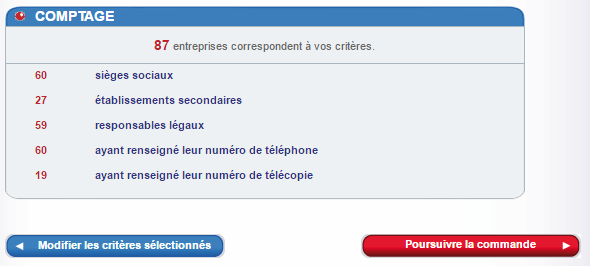 COMPTAGE
87 entreprises correspondent à vos critères.
60 sièges sociaux
27 établissements secondaires
59 responsables légaux
60 ayant renseigné leur numéro de téléphone
19 ayant renseigné leur numéro de télécopie
Modifier les critères sélectionnés
Poursuivre la commande